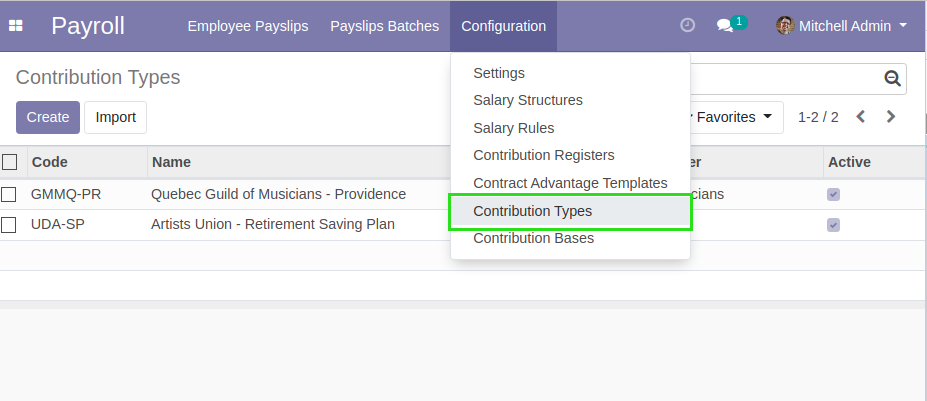 Payroll Employee Payslips Payslips Batches Configuration 1 Mitchell Admin
Contribution Types
Settings
Salary Structures
Salary Rules
Contribution Registers
Contract Advantage Templates
Contribution Types
Contribution Bases
Create Import Favorites 1-2 / 2
Code Name Active
GMMQ-PR Quebec Guild of Musicians - Providence
UDA-SP Artists Union - Retirement Saving Plan